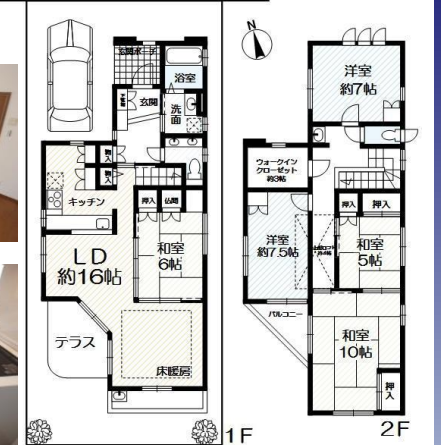 N
玄関ポーチ
浴室
玄関
洗面
物入
物入
キッチン
押入
仏間
LD
約16帖
和室
6帖
テラス
床暖房
1F
洋室
約7帖
ウォークイン
クローゼット
約3帖
押入
押入
洋室
約7.5帖
和室
5帖
バルコニー
和室
10帖
押入
2F